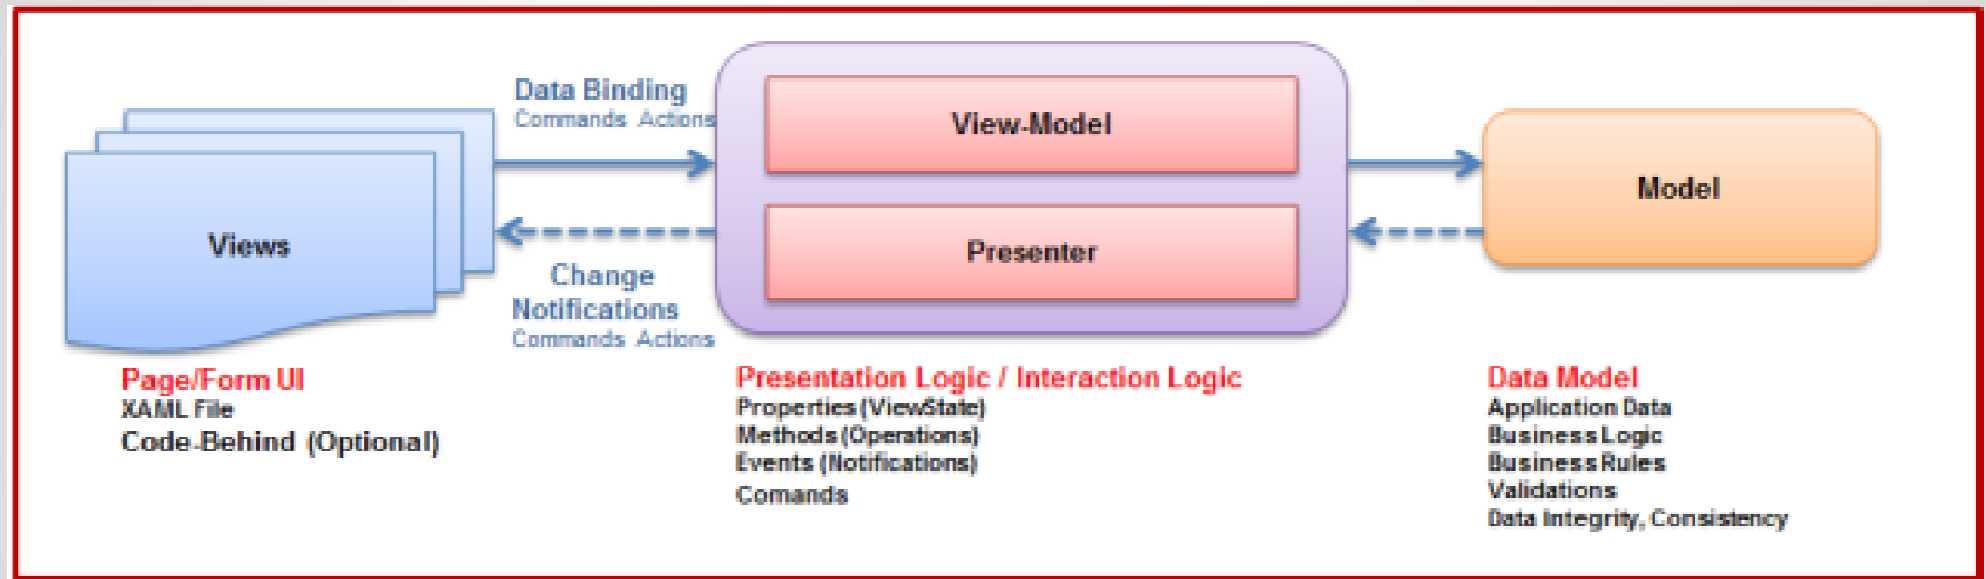 Data Binding
Commands Actions
View-Model
Model
Views
Presenter
Change
Notifications
Commands Actions
Page/Form UI
XAML File
Code-Behind (Optional)
Presentation Logic / Interaction Logic
Properties (ViewState)
Methods (Operations)
Events (Notifications)
Comands
Data Model
Application Data
Business Logic
Business Rules
Validations
Data Integrity, Consistency